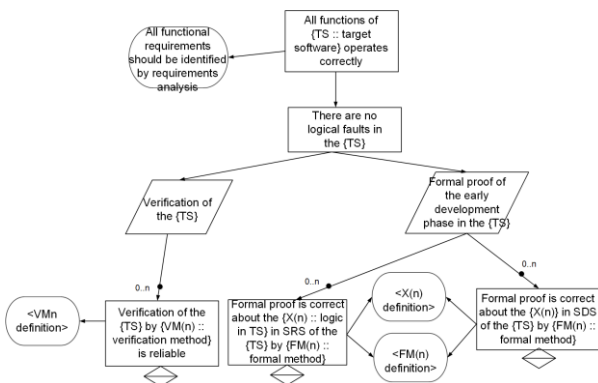 All functional
requirements
should be identified
by requirements
analysis
All functions of
{TS :: target
software} operates
correctly
There are no
logical faults in
the {TS}
Verification of
the {TS}
Formal proof of
the early
development
phase in the {TS}
0..n
0..n
0..n
<VMn
definition>
Verification of the
{TS} by {VM(n) ::
verification method}
is reliable
Formal proof is correct
about the {X(n) :: logic
in TS} in SRS of the
{TS} by {FM(n) ::
formal method}
<X(n)
definition>
<FM(n)
definition>
Formal proof is correct
about the {X(n)} in SDS
of the {TS} by {FM(n) ::
formal method}